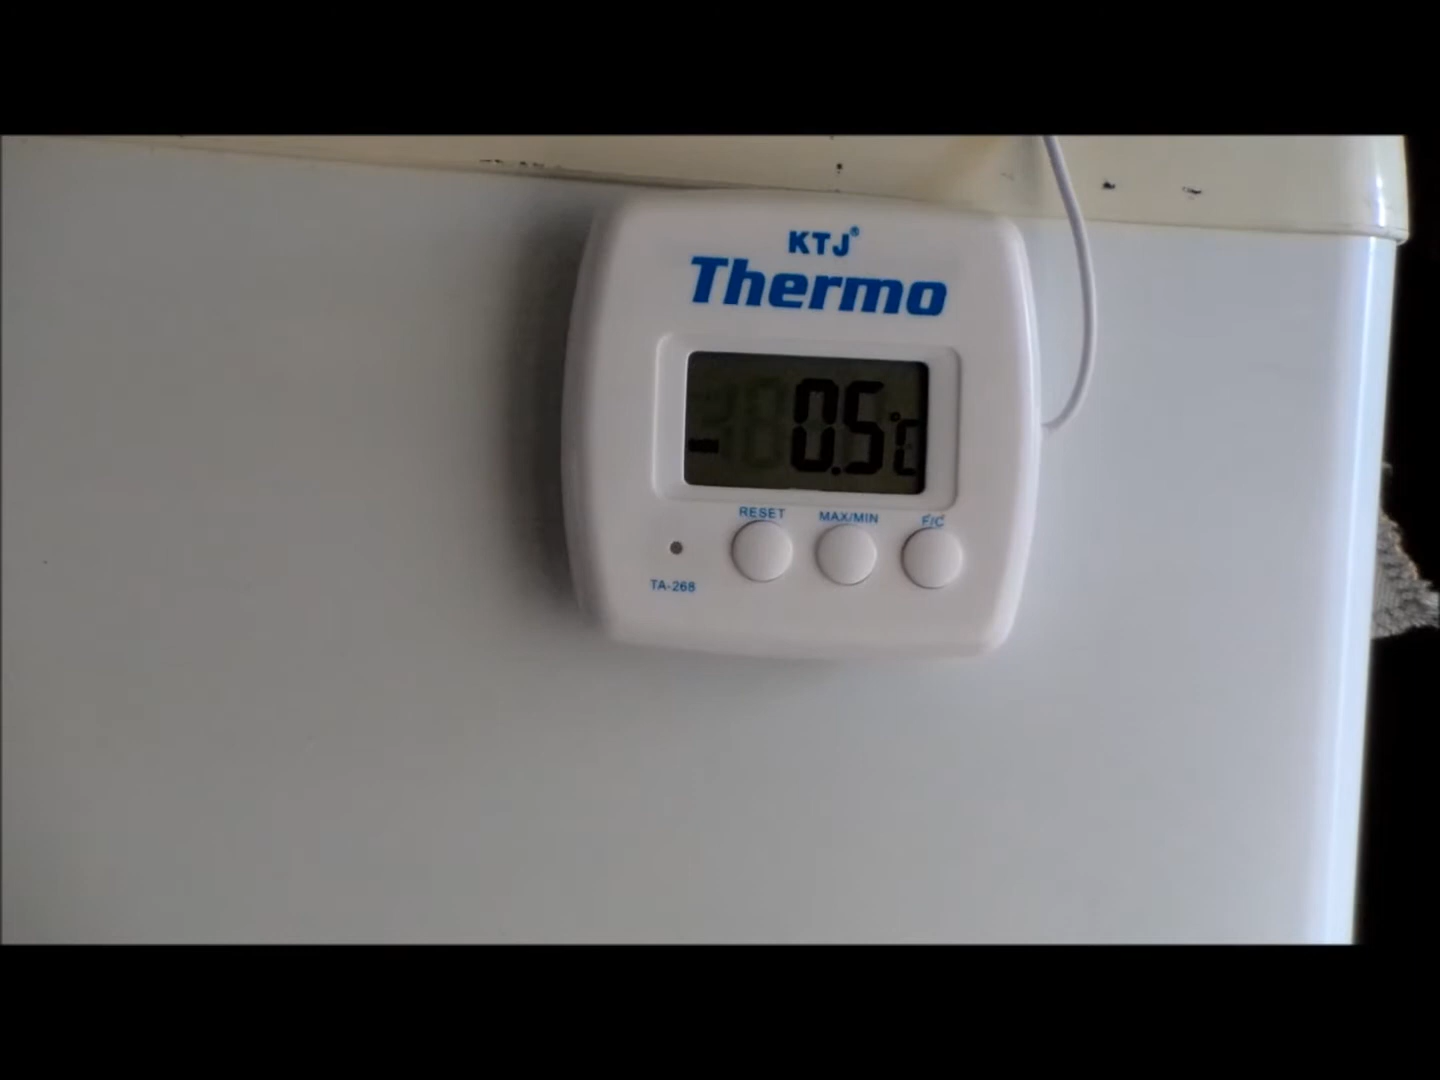 KTJ®
Thermo
- 0.5°C
RESET MAX/MIN F/C
TA-268